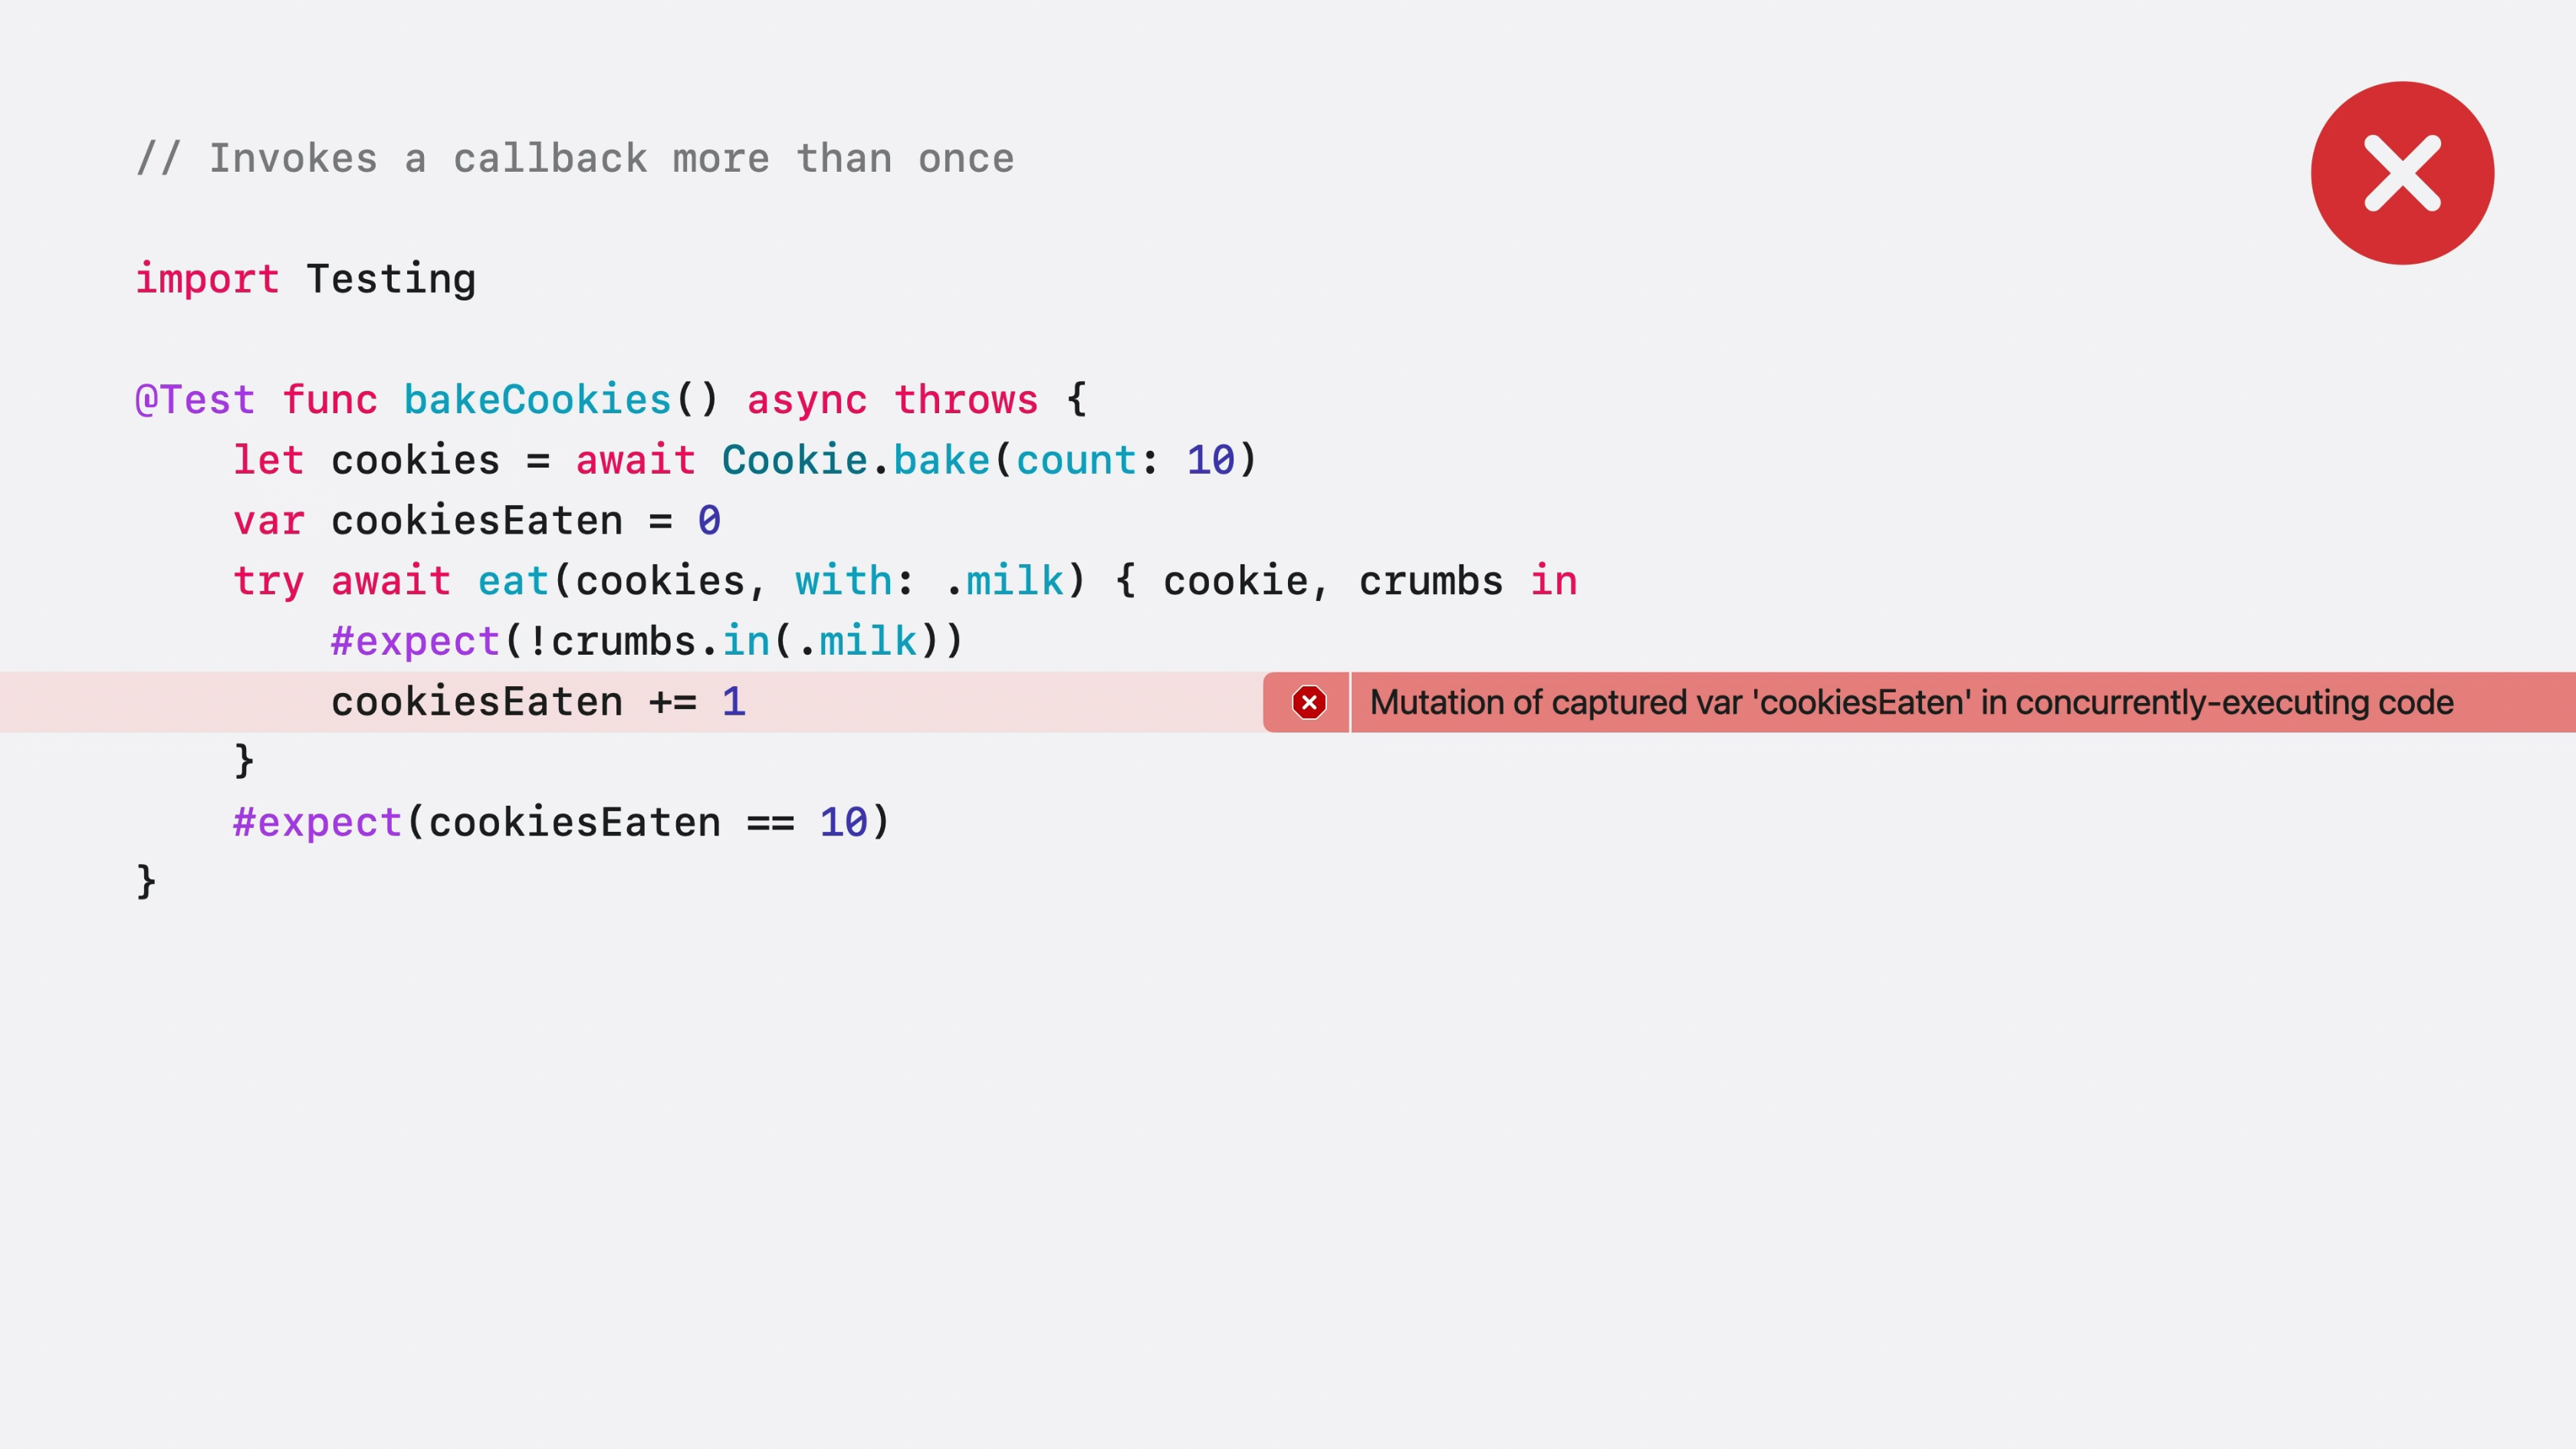 // Invokes a callback more than once
import Testing
@Test func bakeCookies() async throws {
    let cookies = await Cookie.bake(count: 10)
    var cookiesEaten = 0
    try await eat(cookies, with: .milk) { cookie, crumbs in
        #expect(!crumbs.in(.milk))
        cookiesEaten += 1 Mutation of captured var 'cookiesEaten' in concurrently-executing code
    }
    #expect(cookiesEaten == 10)
}